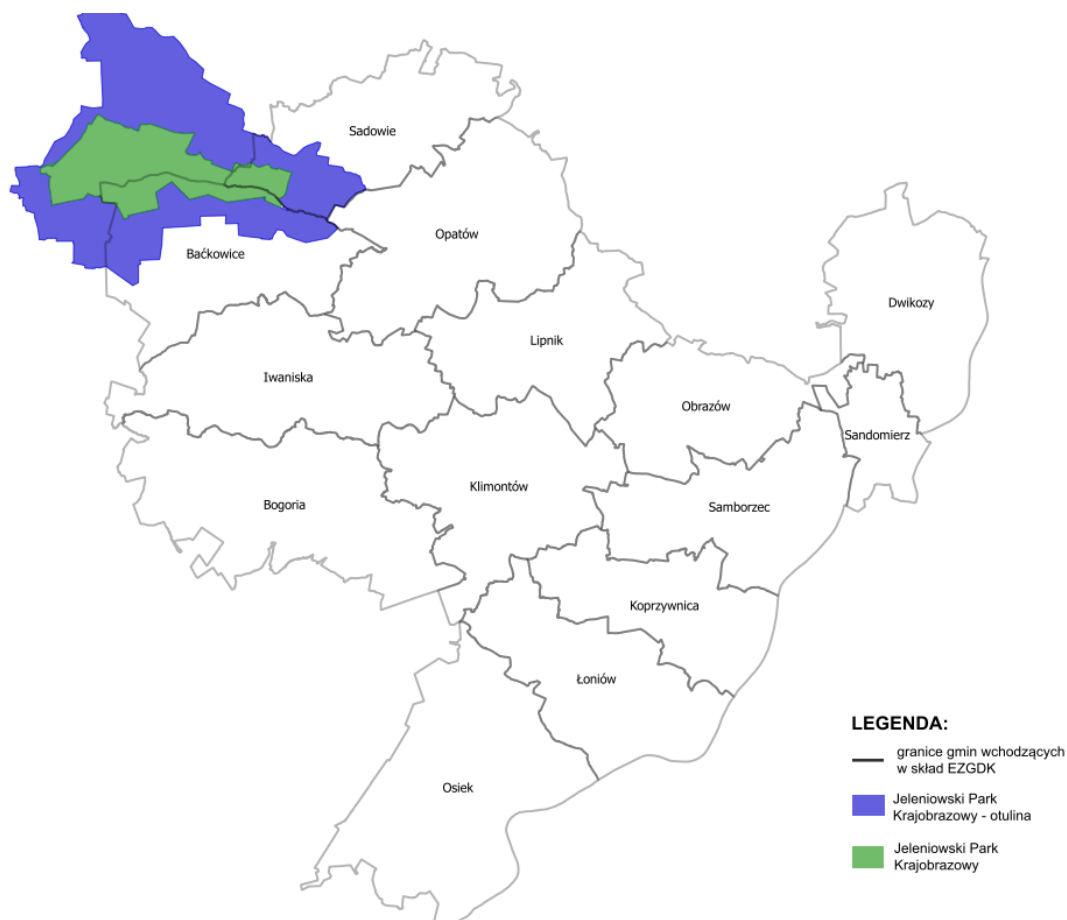 Sadowie
Opatów
Baćkowice
Dwikozy
Lipnik
Iwaniska
Obrazów
Sandomierz
Klimontów
Bogoria
Samborzec
Koprzywnica
Łoniów
Osiek
LEGENDA:
granice gmin wchodzących
w skład EZGDK
Jeleniowski Park
Krajobrazowy - otulina
Jeleniowski Park
Krajobrazowy